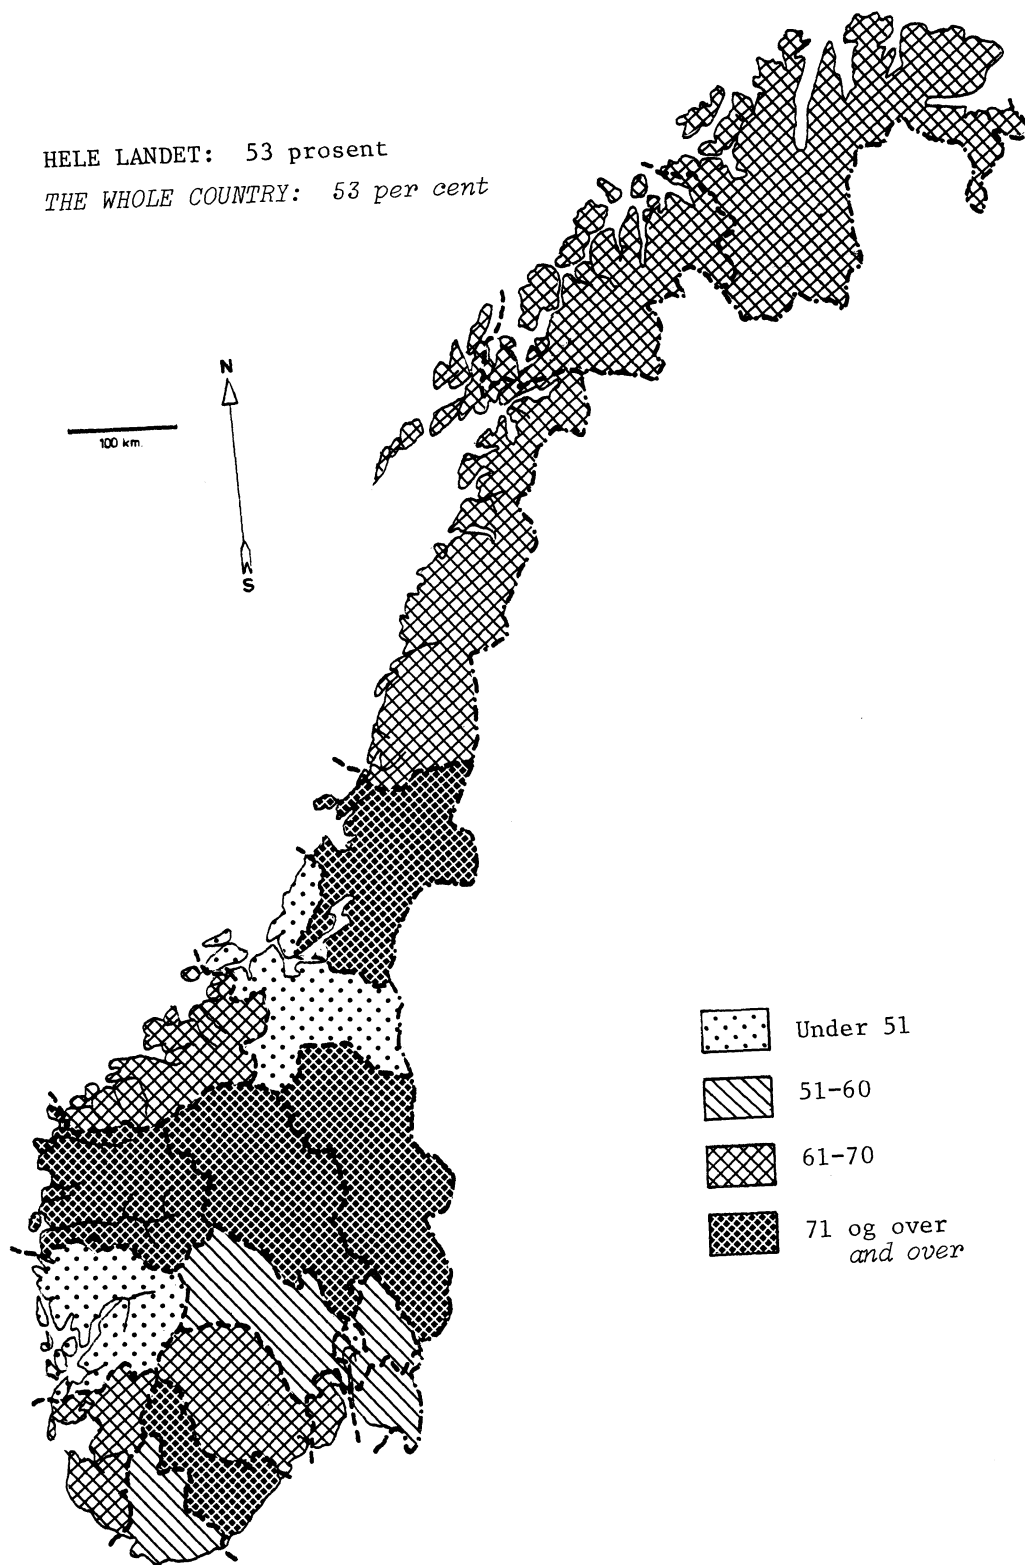 HELE LANDET: 53 prosent
THE WHOLE COUNTRY: 53 per cent
N
100 km.
S
Under 51
51-60
61-70
71 og over
and over